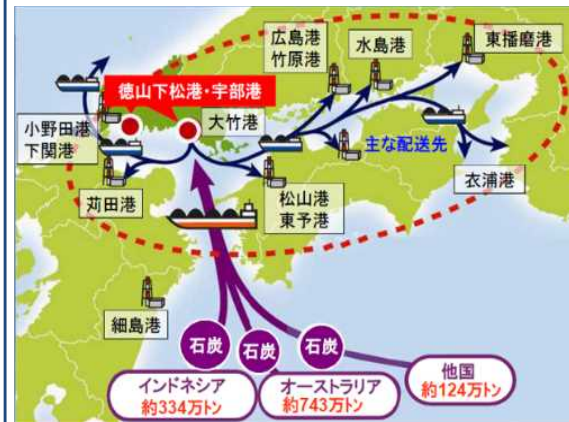 広島港
竹原港
水島港
東播磨港
徳山下松港・宇部港
小野田港
下関港
大竹港
主な配送先
衣浦港
苅田港
松山港
東予港
細島港
石炭
石炭
石炭
インドネシア
約334万トン
オーストラリア
約743万トン
他国
約124万トン